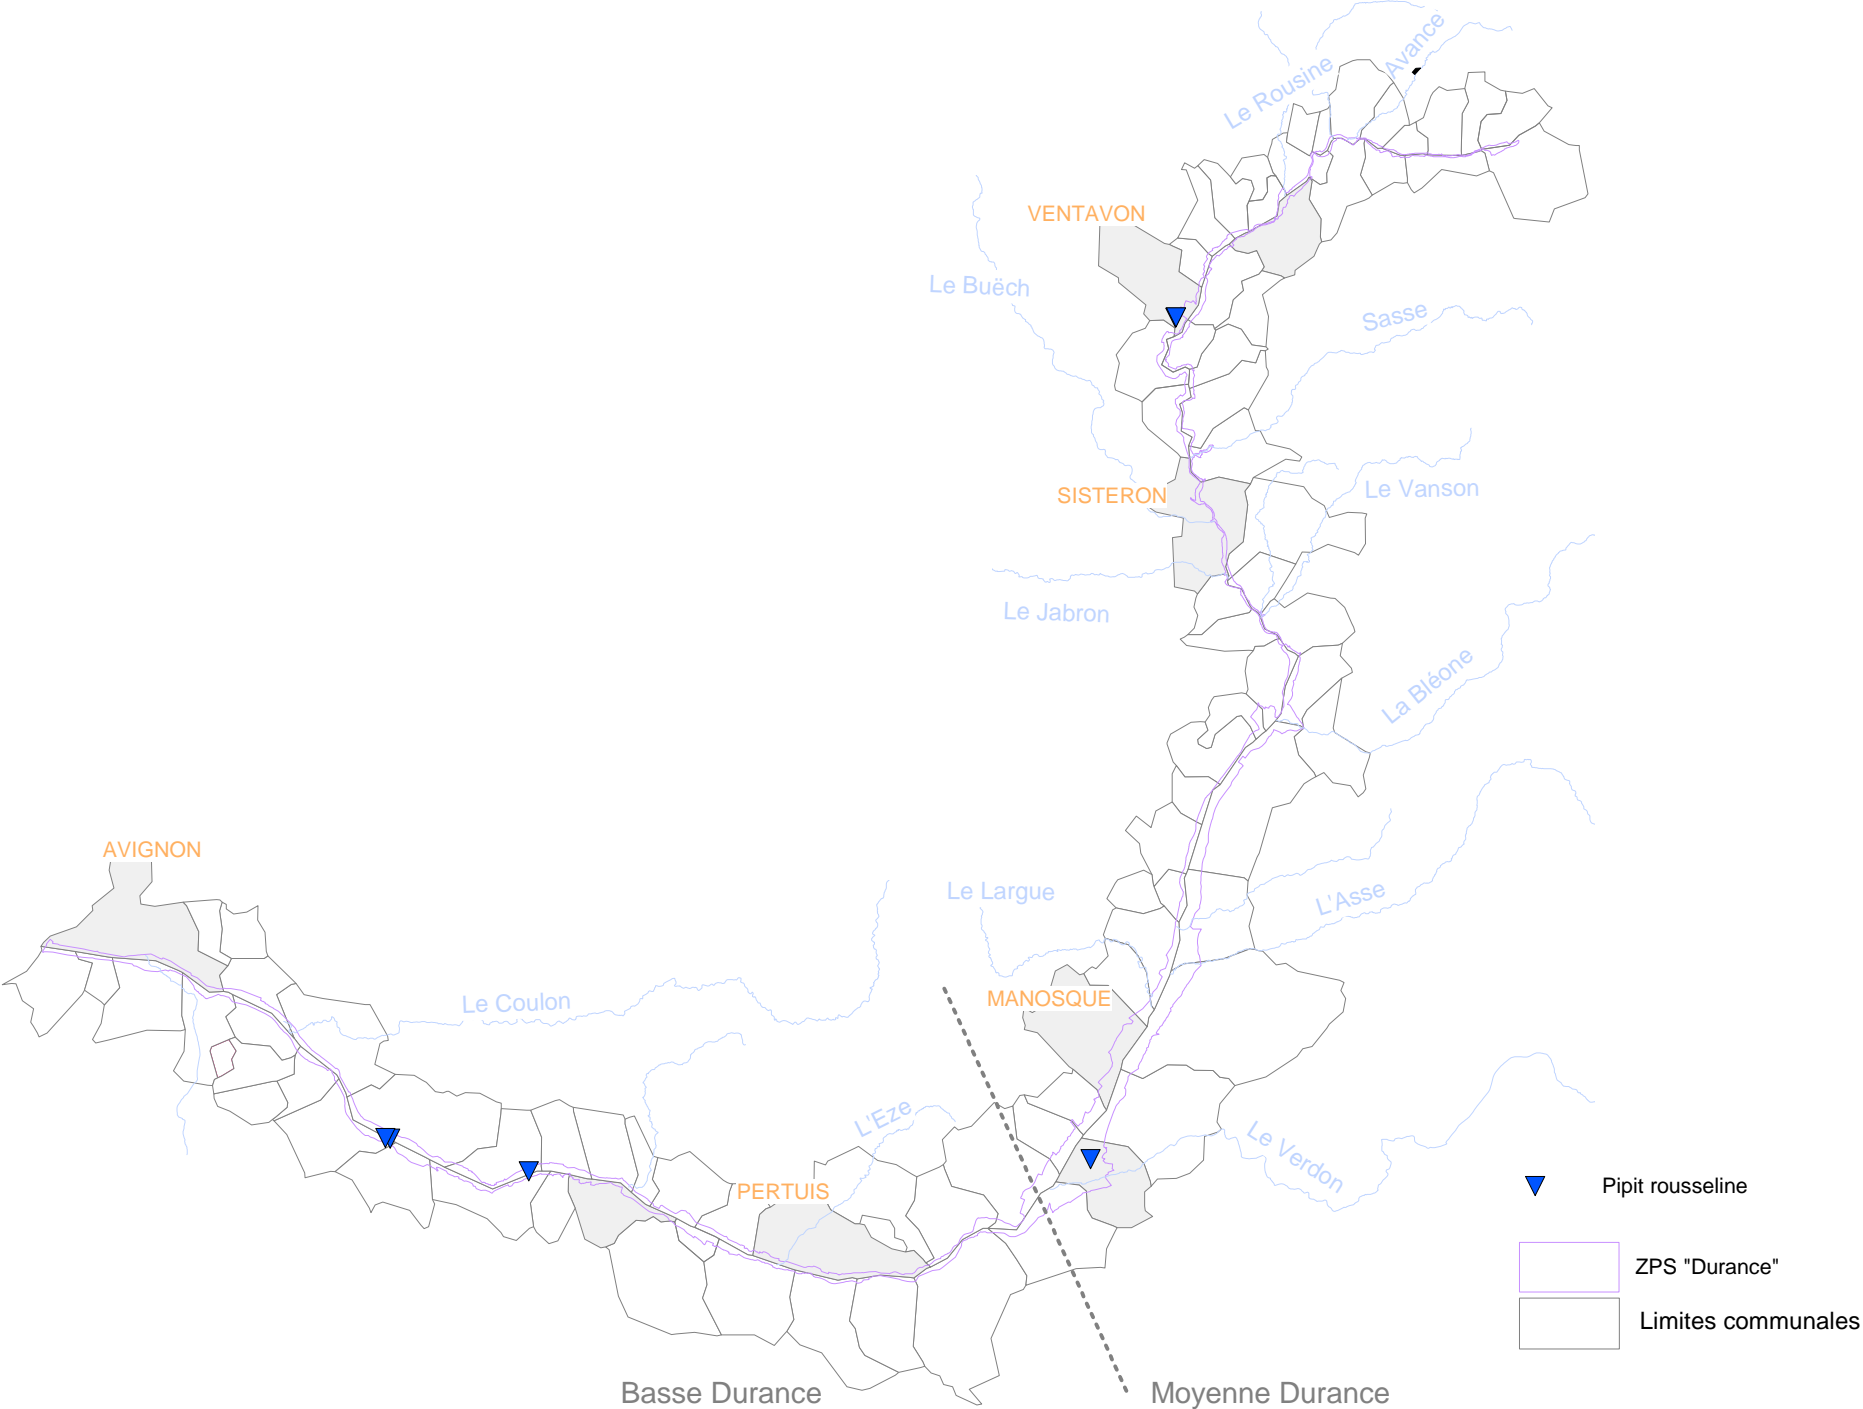 Avance
Le Rousine
VENTAVON
Le Buëch
Sasse
SISTERON
Le Vanson
Le Jabron
La Bléone
AVIGNON
Le Largue
L'Asse
Le Coulon
MANOSQUE
L'Eze
Le Verdon
PERTUIS
Pipit rousseline
ZPS "Durance"
Limites communales
Basse Durance
Moyenne Durance